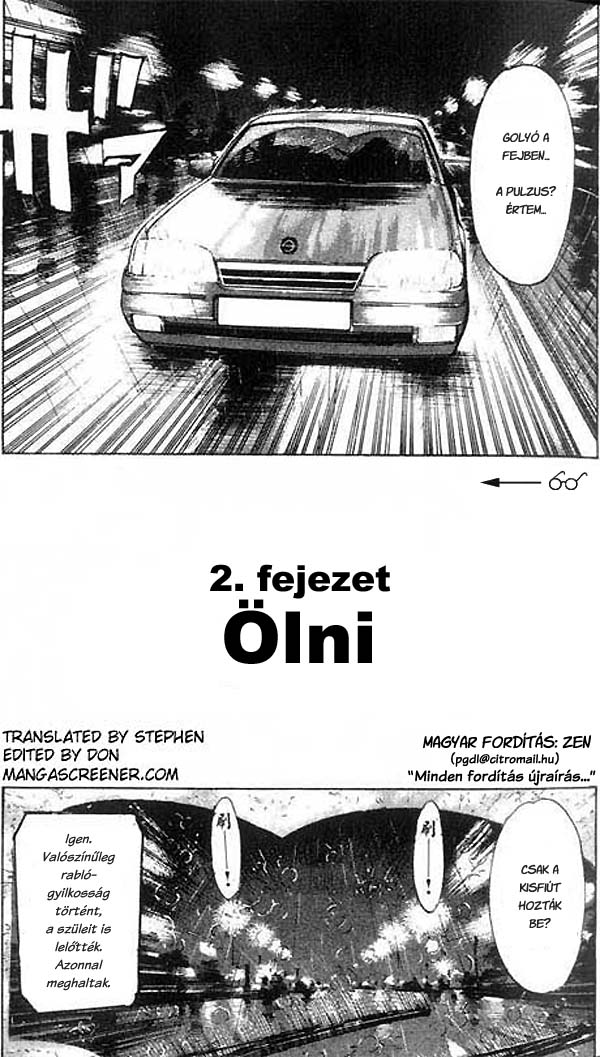 GOLYÓ A
FEJBEN...
A PULZUS?
ÉRTEM...
2. fejezet
Ölni
TRANSLATED BY STEPHEN
EDITED BY DON
MANGASCREENER.COM
MAGYAR FORDÍTÁS: ZEN
(pgdl@citromail.hu)
"Minden fordítás újraírás..."
CSAK A
KISFIÚT
HOZTÁK
BE?
Igen.
Valószínűleg
rabló-
gyilkosság
történt,
a szüleit is
lelőtték.
Azonnal
meghaltak.